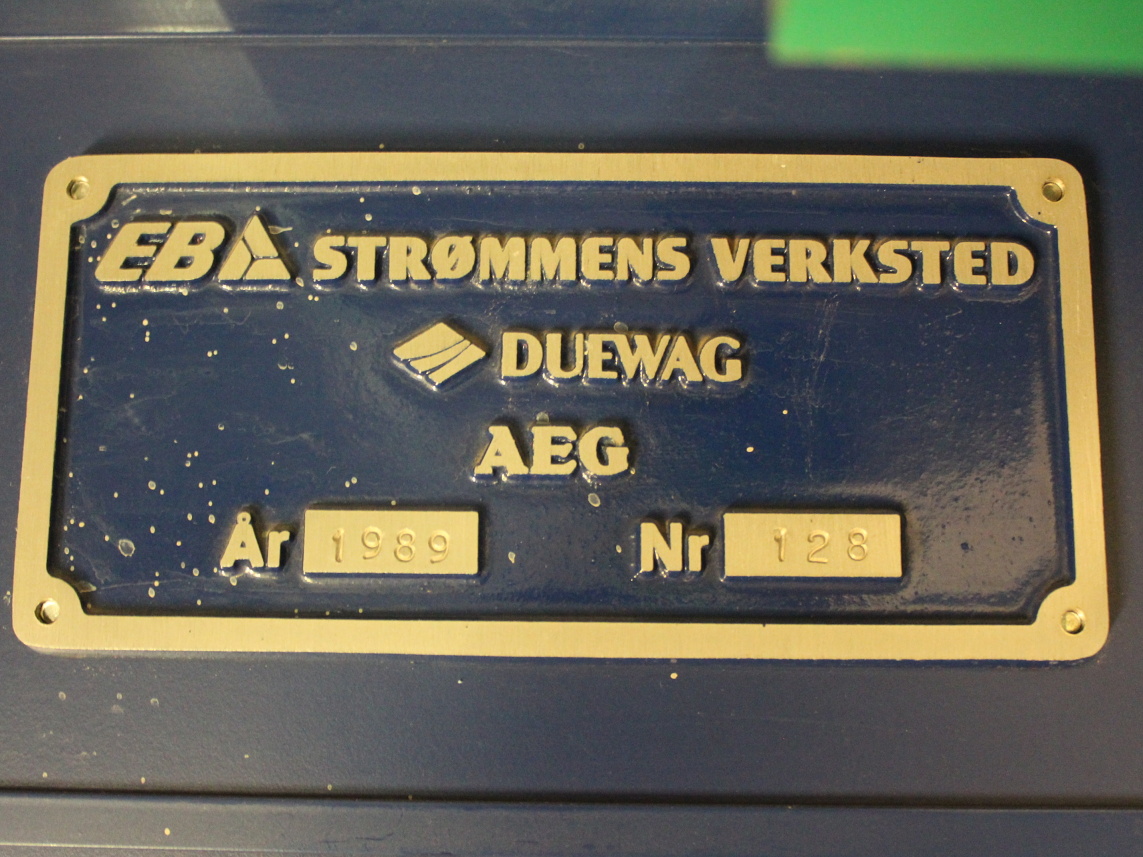 EB STRØMMENS VERKSTED
DUEWAG
AEG
År 1989 Nr 128